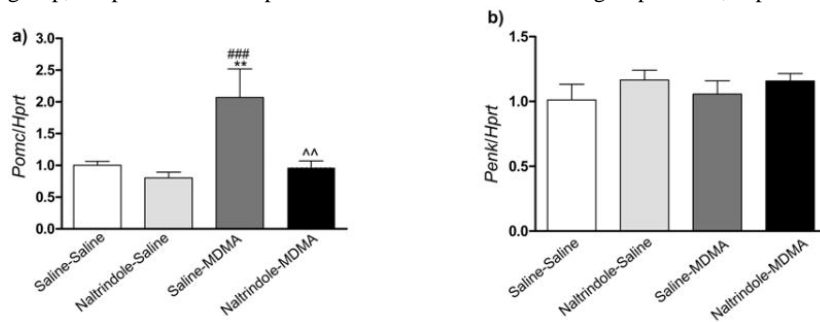 a)
Pomc/Hprt
3.0
2.5
2.0
1.5
1.0
0.5
0.0
###
**
^^
Saline-Saline
Naltrindole-Saline
Saline-MDMA
Naltrindole-MDMA
b)
Penk/Hprt
1.5
1.0
0.5
0.0
Saline-Saline
Naltrindole-Saline
Saline-MDMA
Naltrindole-MDMA